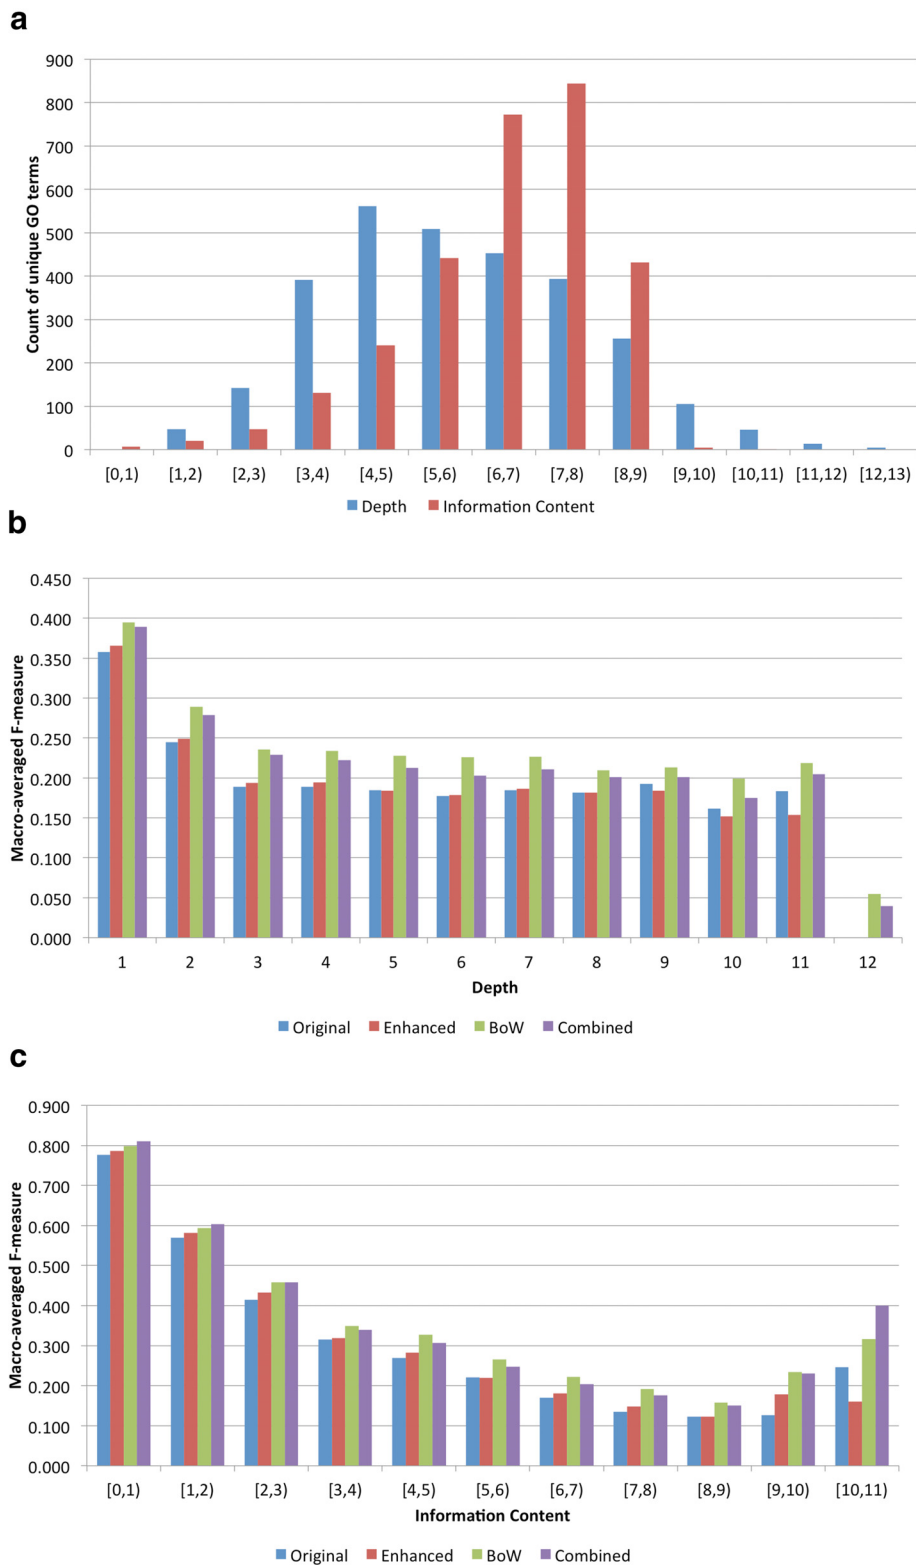 a
900
800
700
600
500
400
300
200
100
0
Count of unique GO terms
[0,1) [1,2) [2,3) [3,4) [4,5) [5,6) [6,7) [7,8) [8,9) [9,10) [10,11) [11,12) [12,13)
Depth Information Content
b
0.450
0.400
0.350
0.300
0.250
0.200
0.150
0.100
0.050
0.000
Macro-averaged F-measure
1 2 3 4 5 6 7 8 9 10 11 12
Depth
Original Enhanced BoW Combined
c
0.900
0.800
0.700
0.600
0.500
0.400
0.300
0.200
0.100
0.000
Macro-averaged F-measure
[0,1) [1,2) [2,3) [3,4) [4,5) [5,6) [6,7) [7,8) [8,9) [9,10) [10,11)
Information Content
Original Enhanced BoW Combined